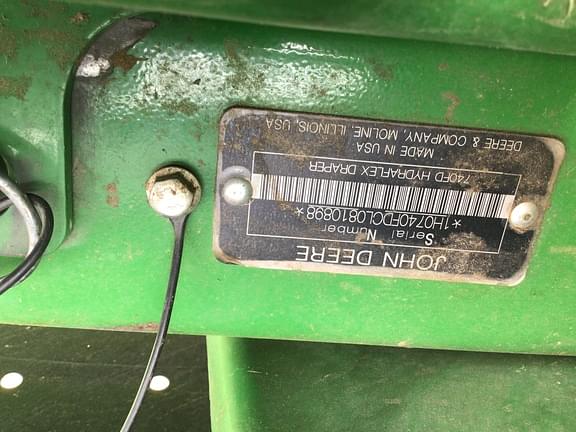 JOHN DEERE
Serial Number
*1H0740FDCL0810898*
740FD HYDRAFLEX DRAPER
MADE IN USA
DEERE & COMPANY, MOLINE, ILLINOIS, USA